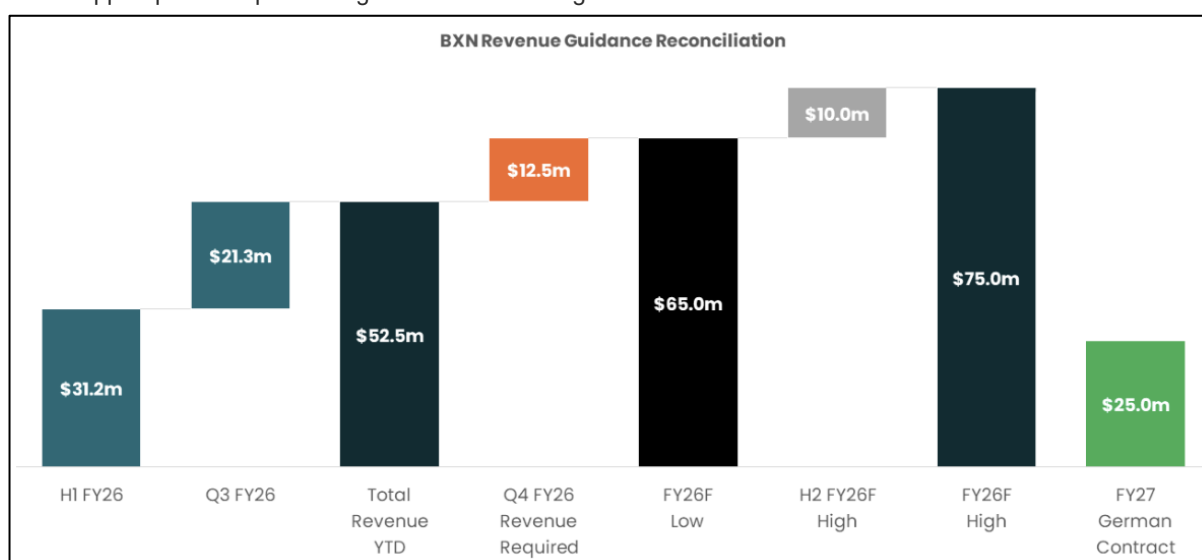 BXN Revenue Guidance Reconciliation
$10.0m
$12.5m
$21.3m
$75.0m
$65.0m
$52.5m
$31.2m
$25.0m
H1 FY26
Q3 FY26
Total
Revenue
YTD
Q4 FY26
Revenue
Required
FY26F
Low
H2 FY26F
High
FY26F
High
FY27
German
Contract